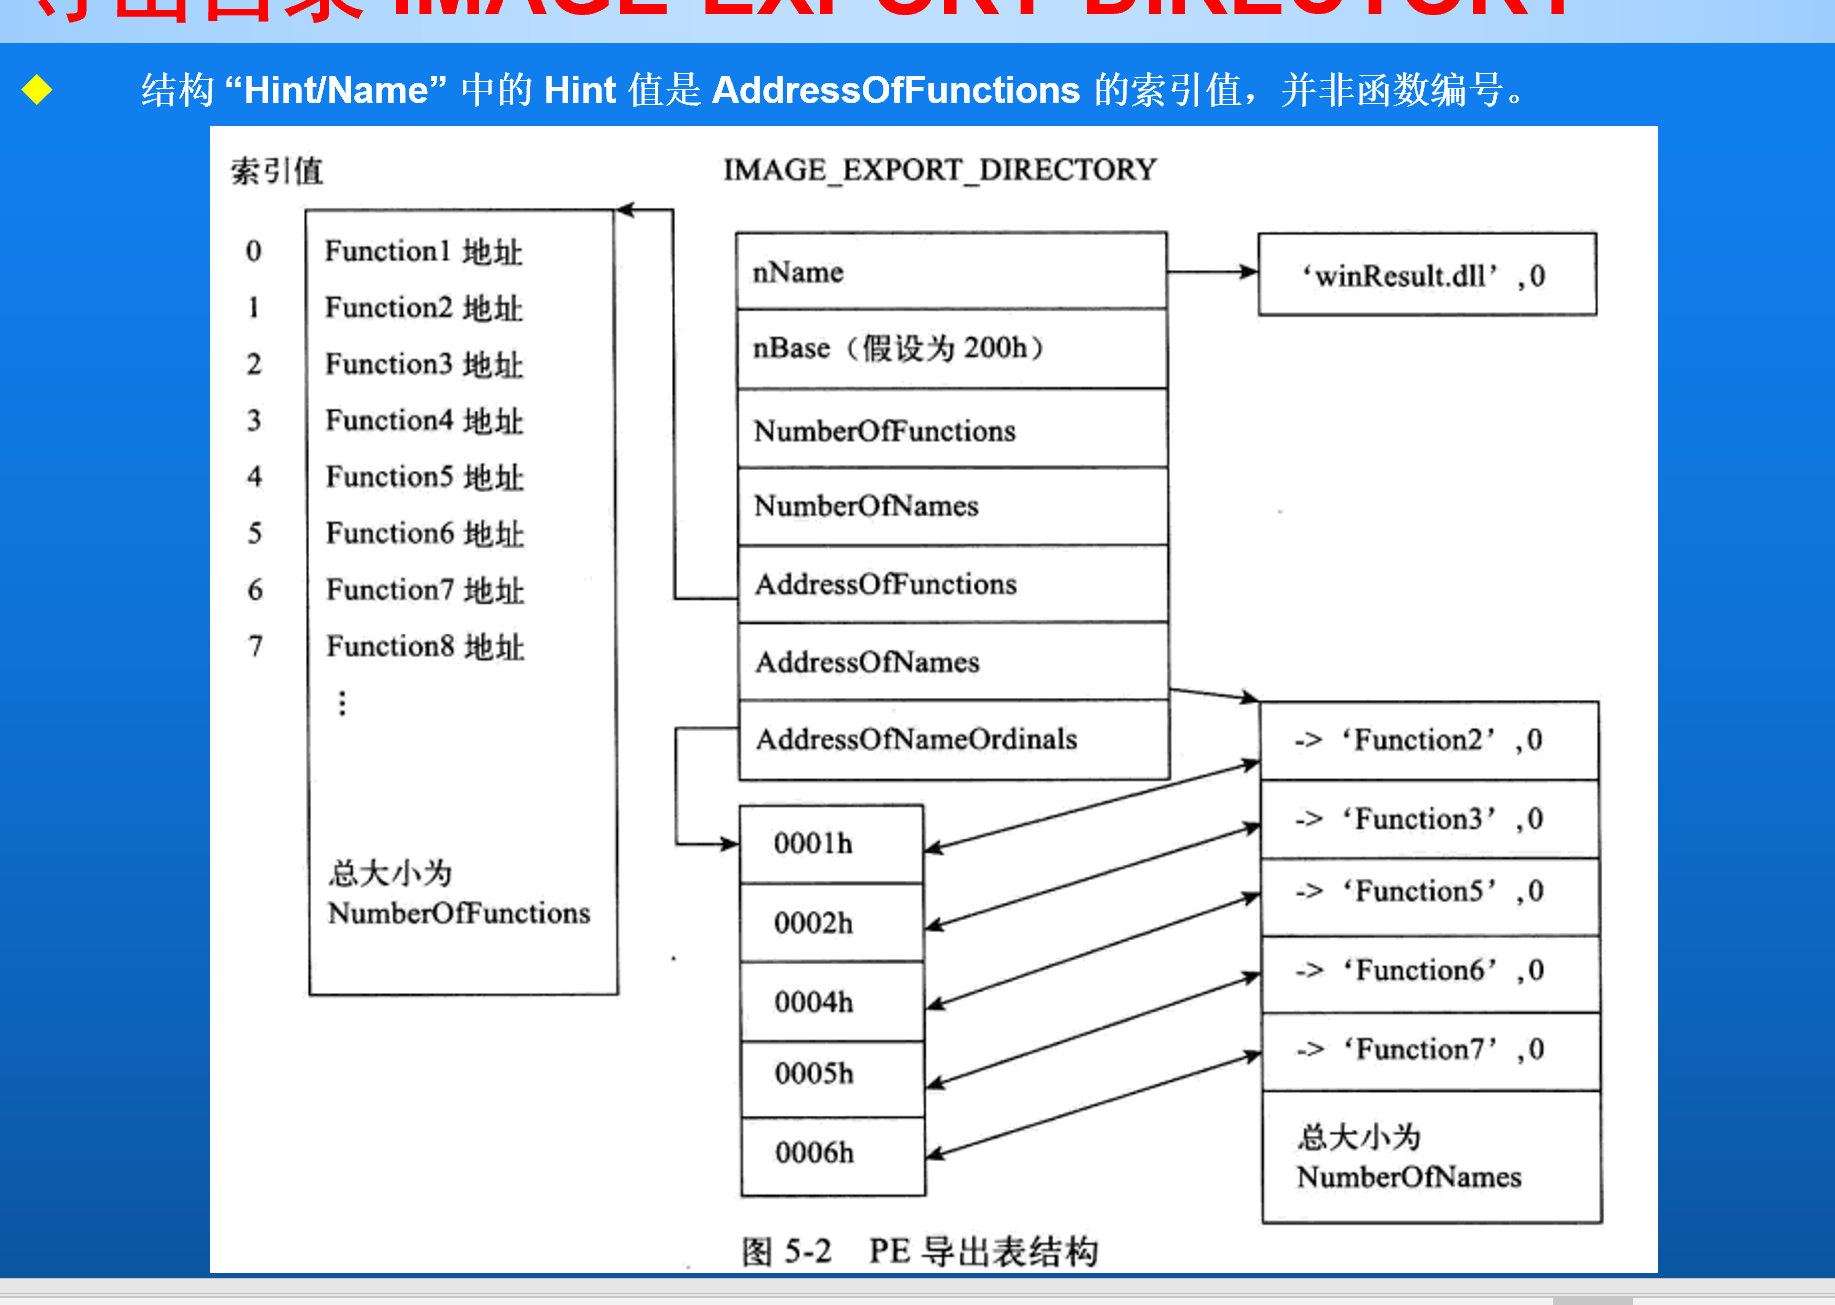 导出目录 IMAGE EXPORT DIRECTORY
结构 “Hint/Name” 中的 Hint 值是 AddressOfFunctions 的索引值，并非函数编号。
索引值
0 Function1 地址
1 Function2 地址
2 Function3 地址
3 Function4 地址
4 Function5 地址
5 Function6 地址
6 Function7 地址
7 Function8 地址
⋮
总大小为
NumberOfFunctions
IMAGE_EXPORT_DIRECTORY
nName
nBase（假设为 200h）
NumberOfFunctions
NumberOfNames
AddressOfFunctions
AddressOfNames
AddressOfNameOrdinals
‘winResult.dll’ ,0
0001h
0002h
0004h
0005h
0006h
-> ‘Function2’ ,0
-> ‘Function3’ ,0
-> ‘Function5’ ,0
-> ‘Function6’ ,0
-> ‘Function7’ ,0
总大小为
NumberOfNames
图 5-2 PE 导出表结构